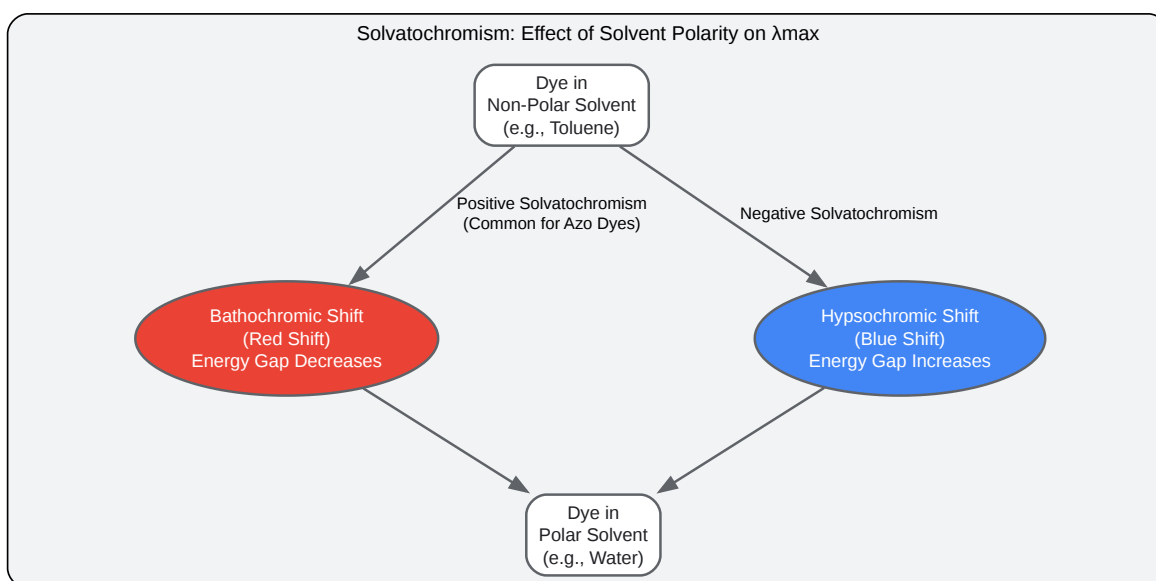 Solvatochromism: Effect of Solvent Polarity on λmax
Dye in
Non-Polar Solvent
(e.g., Toluene)
Positive Solvatochromism
(Common for Azo Dyes)
Negative Solvatochromism
Bathochromic Shift
(Red Shift)
Energy Gap Decreases
Hypsochromic Shift
(Blue Shift)
Energy Gap Increases
Dye in
Polar Solvent
(e.g., Water)